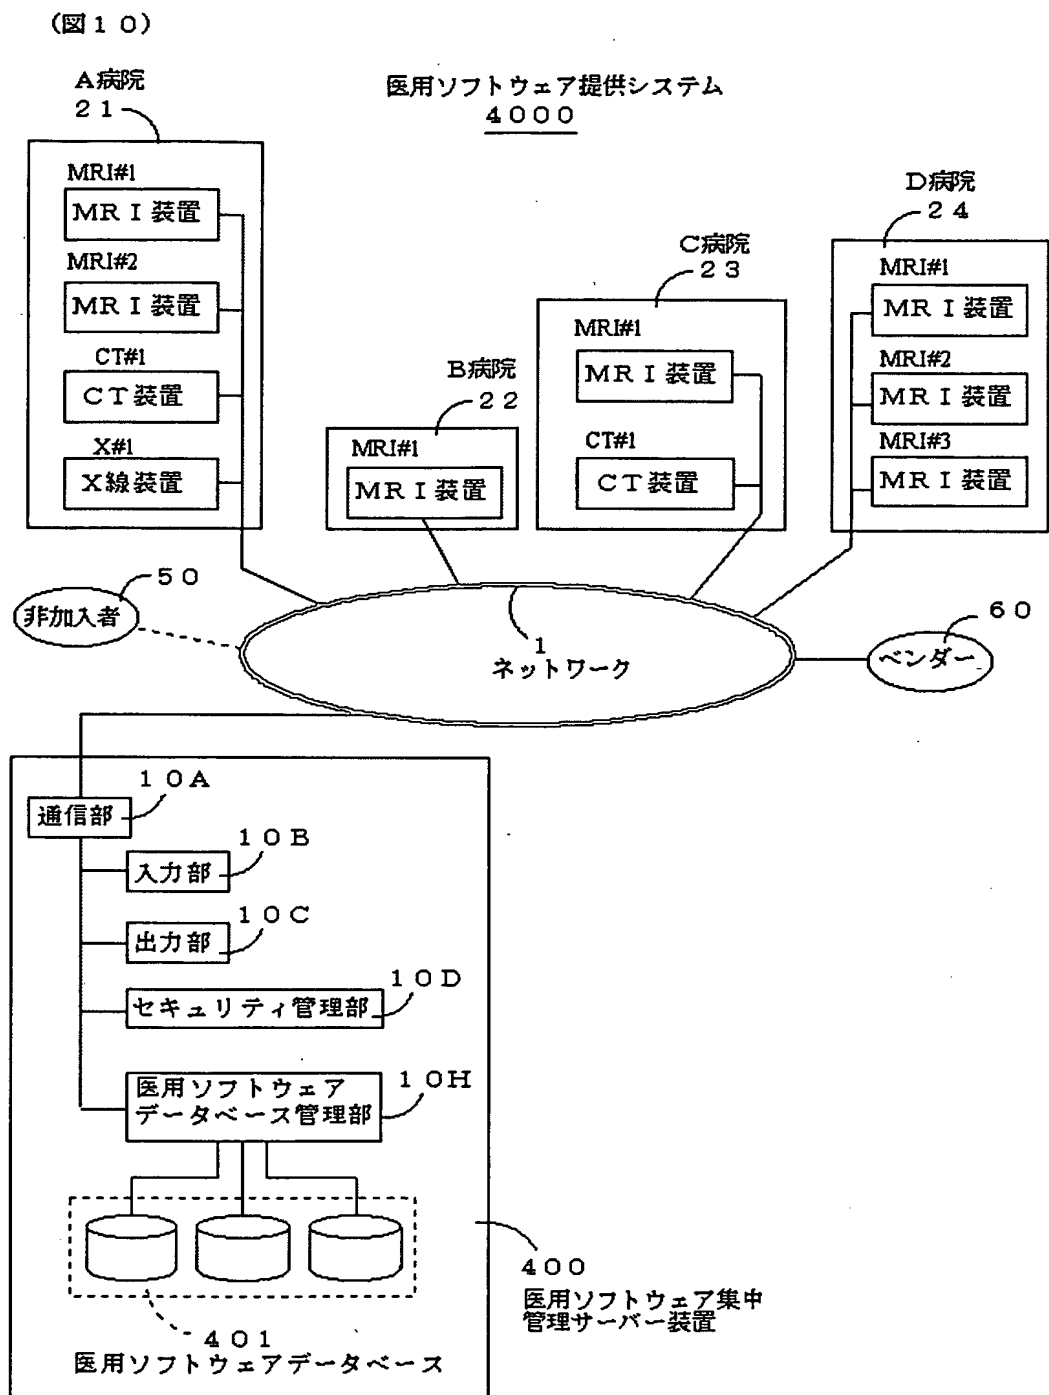 (図10)
A病院
21
医用ソフトウェア提供システム
4000
MRI#1
MRI装置
MRI#2
MRI装置
CT#1
CT装置
X#1
X線装置
B病院
22
MRI#1
MRI装置
C病院
23
MRI#1
MRI装置
CT#1
CT装置
D病院
24
MRI#1
MRI装置
MRI#2
MRI装置
MRI#3
MRI装置
50
非加入者
1
ネットワーク
60
ベンダー
10A
通信部
10B
入力部
10C
出力部
10D
セキュリティ管理部
10H
医用ソフトウェア
データベース管理部
400
医用ソフトウェア集中
管理サーバー装置
401
医用ソフトウェアデータベース